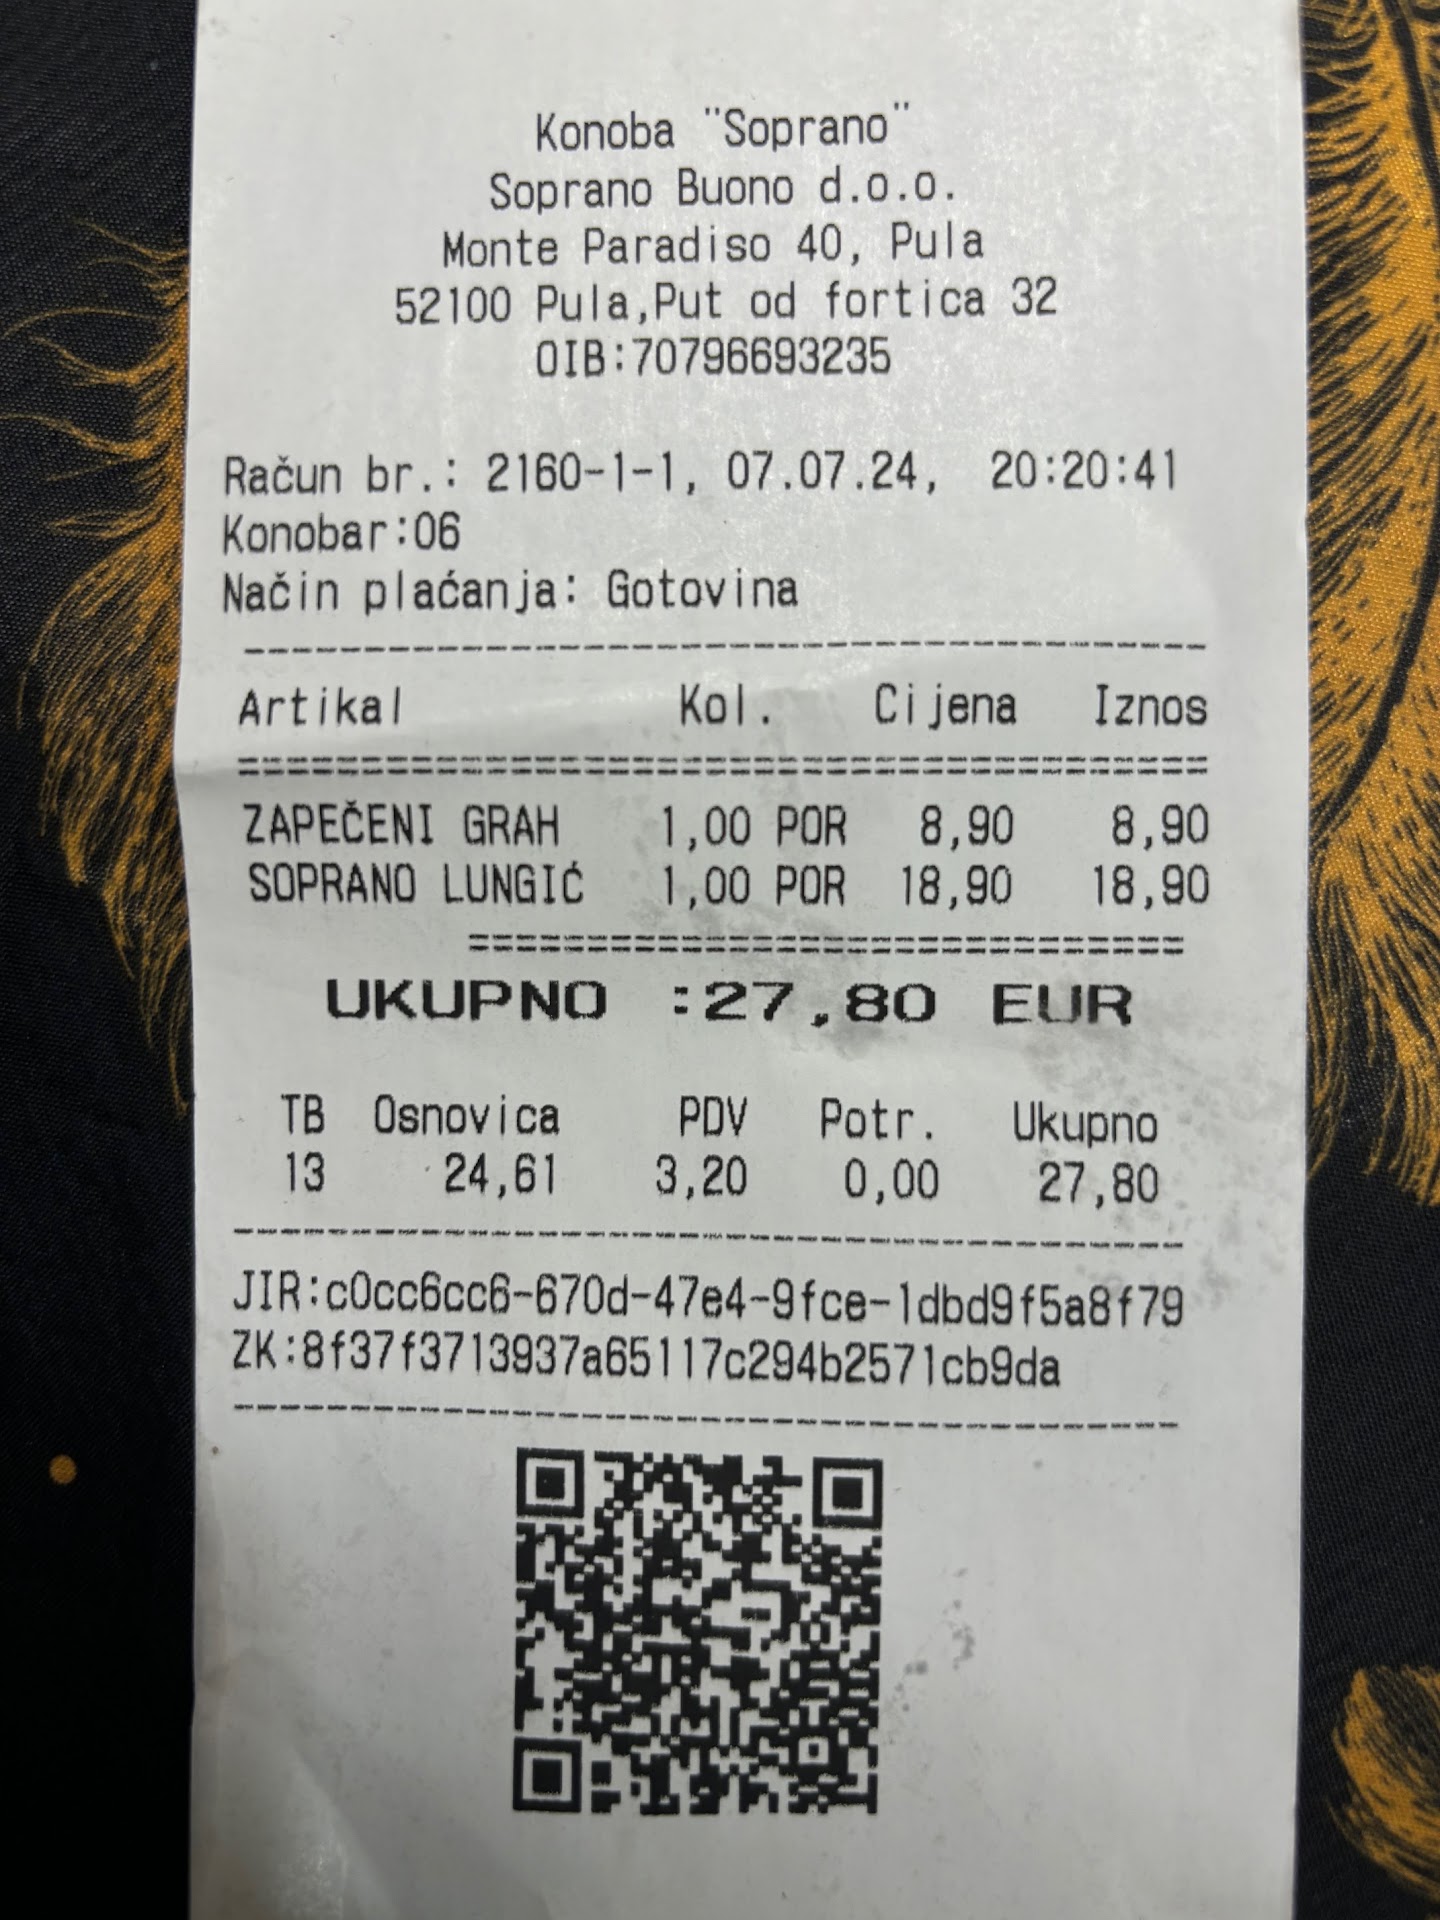 Konoba "Soprano"
Soprano Buono d.o.o.
Monte Paradiso 40, Pula
52100 Pula,Put od fortica 32
OIB:70796693235
Račun br.: 2160-1-1, 07.07.24, 20:20:41
Konobar:06
Način plaćanja: Gotovina
Artikal Kol. Cijena Iznos
ZAPEČENI GRAH 1,00 POR 8,90 8,90
SOPRANO LUNGIĆ 1,00 POR 18,90 18,90
UKUPNO :27,80 EUR
TB Osnovica PDV Potr. Ukupno
13 24,61 3,20 0,00 27,80
JIR:c0cc6cc6-670d-47e4-9fce-1dbd9f5a8f79
ZK:8f37f3713937a65117c294b2571cb9da